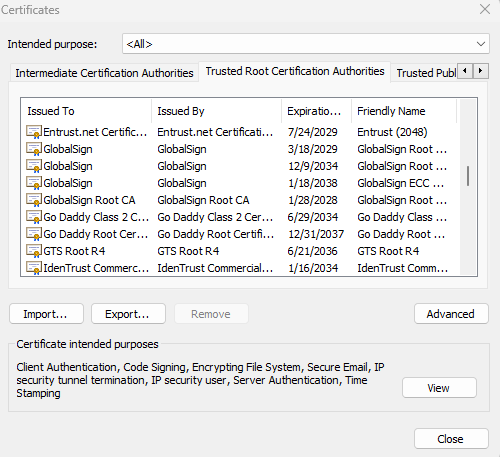 Certificates
Intended purpose: <All>
Intermediate Certification Authorities Trusted Root Certification Authorities Trusted Publ
Issued To Issued By Expiratio... Friendly Name
Entrust.net Certific... Entrust.net Certificati... 7/24/2029 Entrust (2048)
GlobalSign GlobalSign 3/18/2029 GlobalSign Root ...
GlobalSign GlobalSign 12/9/2034 GlobalSign Root ...
GlobalSign GlobalSign 1/18/2038 GlobalSign ECC ...
GlobalSign Root CA GlobalSign Root CA 1/28/2028 GlobalSign Root ...
Go Daddy Class 2 C... Go Daddy Class 2 Cer... 6/29/2034 Go Daddy Class ...
Go Daddy Root Cer... Go Daddy Root Certifi... 12/31/2037 Go Daddy Root ...
GTS Root R4 GTS Root R4 6/21/2036 GTS Root R4
IdenTrust Commerc... IdenTrust Commercial... 1/16/2034 IdenTrust Comm...
Import... Export... Remove Advanced
Certificate intended purposes
Client Authentication, Code Signing, Encrypting File System, Secure Email, IP
security tunnel termination, IP security user, Server Authentication, Time
Stamping
View
Close